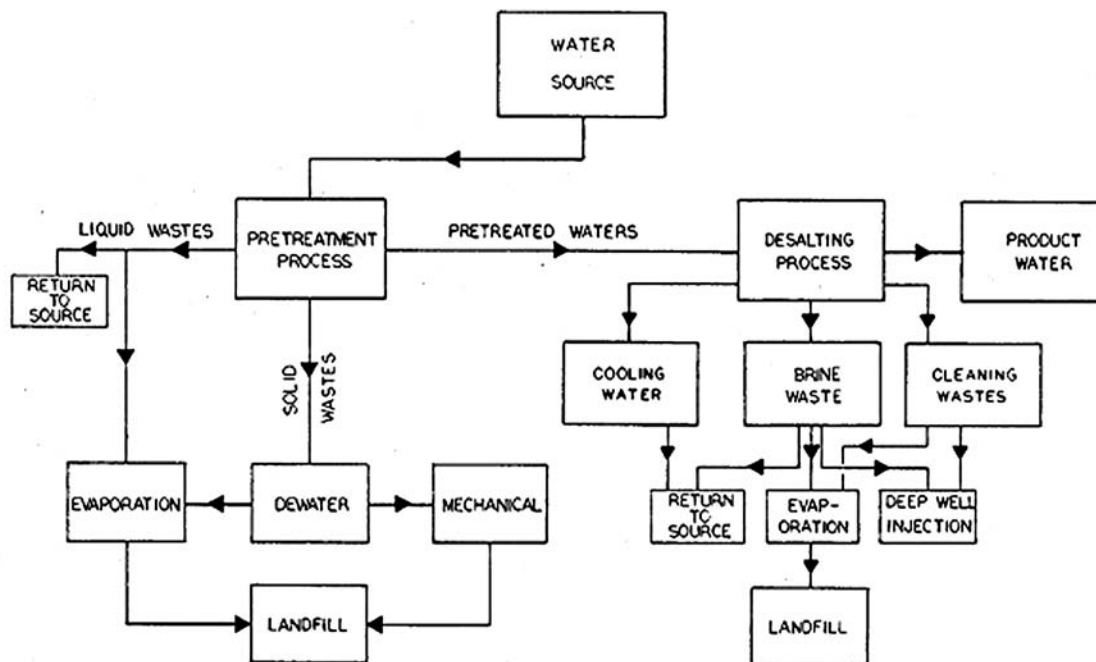 WATER
SOURCE
LIQUID WASTES
PRETREATMENT
PROCESS
PRETREATED WATERS
DESALTING
PROCESS
PRODUCT
WATER
RETURN
TO
SOURCE
SOLID
WASTES
COOLING
WATER
BRINE
WASTE
CLEANING
WASTES
EVAPORATION
DEWATER
MECHANICAL
RETURN
TO
SOURCE
EVAP-
ORATION
DEEP WELL
INJECTION
LANDFILL
LANDFILL